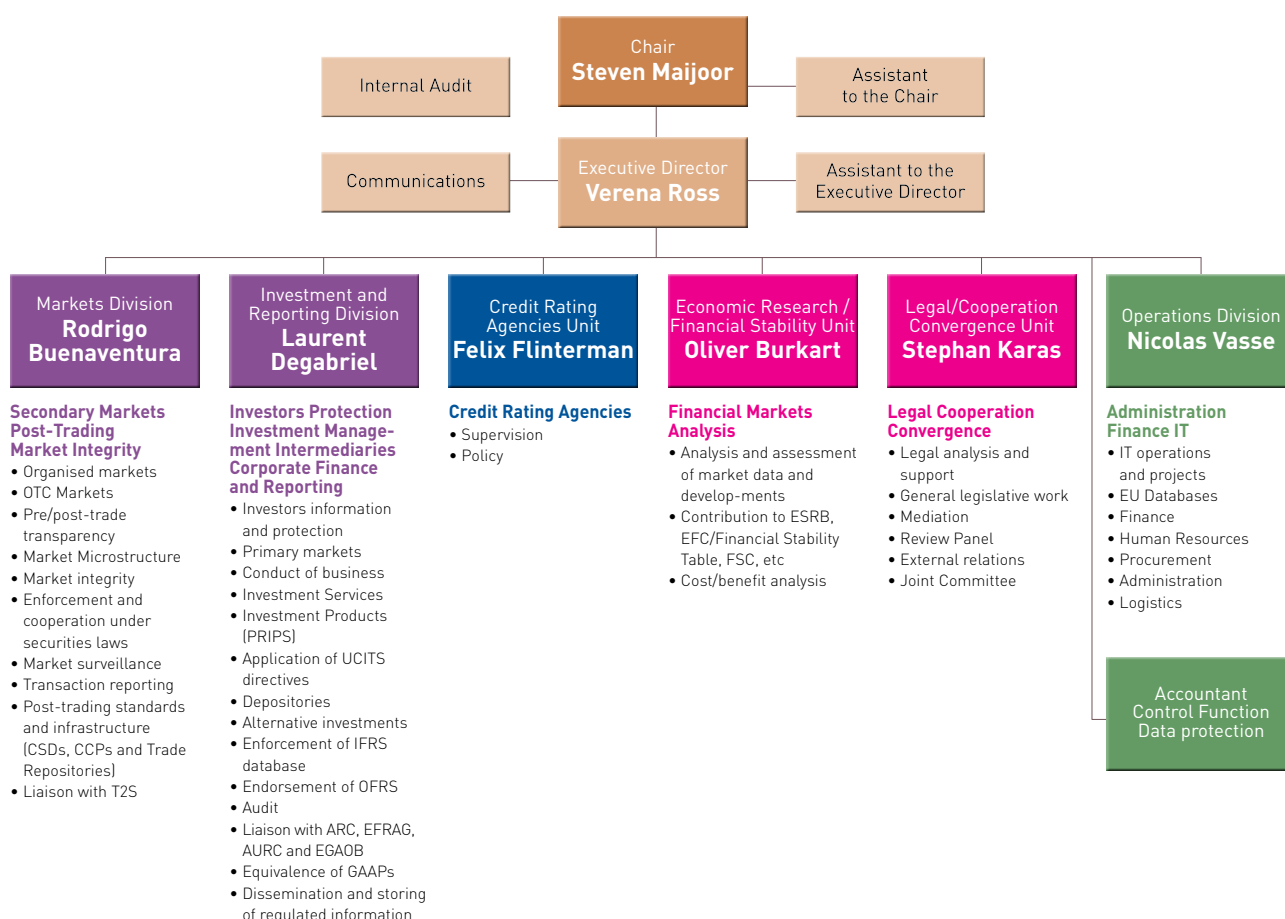 Chair
Steven Maijoor
Internal Audit
Assistant
to the Chair
Executive Director
Verena Ross
Communications
Assistant to the
Executive Director
Markets Division
Rodrigo
Buenaventura
Investment and
Reporting Division
Laurent
Degabriel
Credit Rating
Agencies Unit
Felix Flinterman
Economic Research /
Financial Stability Unit
Oliver Burkart
Legal/Cooperation
Convergence Unit
Stephan Karas
Operations Division
Nicolas Vasse
Secondary Markets
Post-Trading
Market Integrity
• Organised markets
• OTC Markets
• Pre/post-trade
transparency
• Market Microstructure
• Market integrity
• Enforcement and
cooperation under
securities laws
• Market surveillance
• Transaction reporting
• Post-trading standards
and infrastructure
(CSDs, CCPs and Trade
Repositories)
• Liaison with T2S
Investors Protection
Investment Manage-
ment Intermediaries
Corporate Finance
and Reporting
• Investors information
and protection
• Primary markets
• Conduct of business
• Investment Services
• Investment Products
(PRIPS)
• Application of UCITS
directives
• Depositories
• Alternative investments
• Enforcement of IFRS
database
• Endorsement of OFRS
• Audit
• Liaison with ARC, EFRAG,
AURC and EGAOB
• Equivalence of GAAPs
• Dissemination and storing
of regulated information
Credit Rating Agencies
• Supervision
• Policy
Financial Markets
Analysis
• Analysis and assessment
of market data and
develop-ments
• Contribution to ESRB,
EFC/Financial Stability
Table, FSC, etc
• Cost/benefit analysis
Legal Cooperation
Convergence
• Legal analysis and
support
• General legislative work
• Mediation
• Review Panel
• External relations
• Joint Committee
Administration
Finance IT
• IT operations
and projects
• EU Databases
• Finance
• Human Resources
• Procurement
• Administration
• Logistics
Accountant
Control Function
Data protection